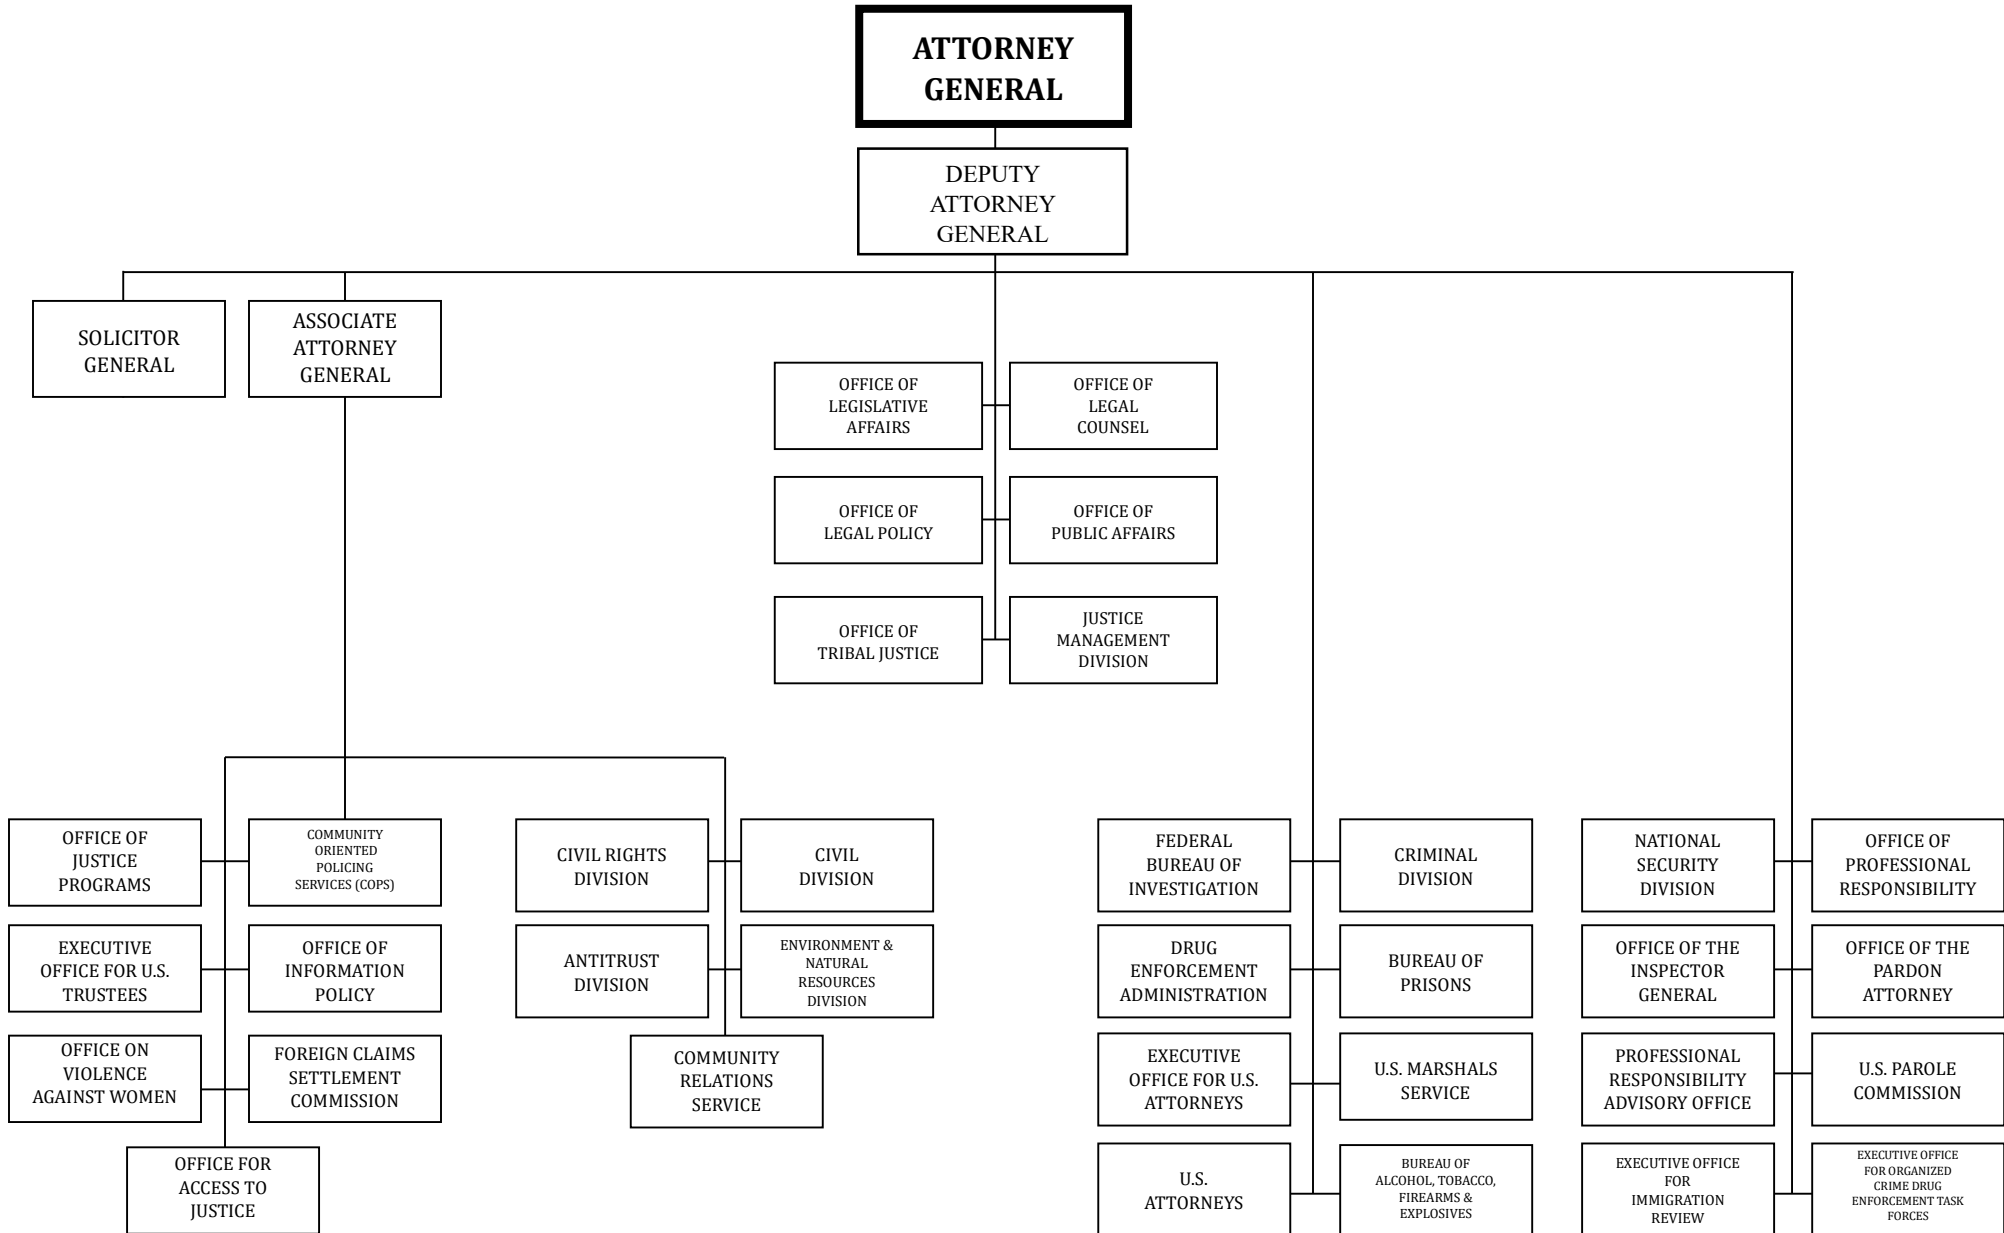 ATTORNEY
GENERAL
DEPUTY
ATTORNEY
GENERAL
SOLICITOR
GENERAL
ASSOCIATE
ATTORNEY
GENERAL
OFFICE OF
LEGISLATIVE
AFFAIRS
OFFICE OF
LEGAL
COUNSEL
OFFICE OF
LEGAL POLICY
OFFICE OF
PUBLIC AFFAIRS
OFFICE OF
TRIBAL JUSTICE
JUSTICE
MANAGEMENT
DIVISION
OFFICE OF
JUSTICE
PROGRAMS
COMMUNITY
ORIENTED
POLICING
SERVICES (COPS)
EXECUTIVE
OFFICE FOR U.S.
TRUSTEES
OFFICE OF
INFORMATION
POLICY
OFFICE ON
VIOLENCE
AGAINST WOMEN
FOREIGN CLAIMS
SETTLEMENT
COMMISSION
OFFICE FOR
ACCESS TO
JUSTICE
CIVIL RIGHTS
DIVISION
CIVIL
DIVISION
ANTITRUST
DIVISION
ENVIRONMENT &
NATURAL
RESOURCES
DIVISION
COMMUNITY
RELATIONS
SERVICE
FEDERAL
BUREAU OF
INVESTIGATION
CRIMINAL
DIVISION
DRUG
ENFORCEMENT
ADMINISTRATION
BUREAU OF
PRISONS
EXECUTIVE
OFFICE FOR U.S.
ATTORNEYS
U.S. MARSHALS
SERVICE
U.S.
ATTORNEYS
BUREAU OF
ALCOHOL, TOBACCO,
FIREARMS &
EXPLOSIVES
NATIONAL
SECURITY
DIVISION
OFFICE OF
PROFESSIONAL
RESPONSIBILITY
OFFICE OF THE
INSPECTOR
GENERAL
OFFICE OF THE
PARDON
ATTORNEY
PROFESSIONAL
RESPONSIBILITY
ADVISORY OFFICE
U.S. PAROLE
COMMISSION
EXECUTIVE OFFICE
FOR
IMMIGRATION
REVIEW
EXECUTIVE OFFICE
FOR ORGANIZED
CRIME DRUG
ENFORCEMENT TASK
FORCES